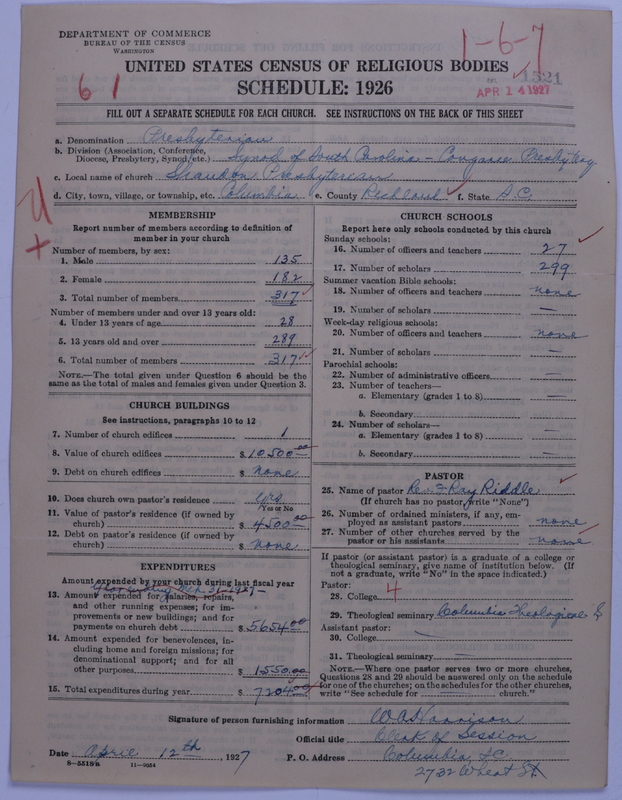 DEPARTMENT OF COMMERCE
BUREAU OF THE CENSUS
WASHINGTON
1-6-7
1521
APR 14 1927
6 1
UNITED STATES CENSUS OF RELIGIOUS BODIES
SCHEDULE: 1926
FILL OUT A SEPARATE SCHEDULE FOR EACH CHURCH. SEE INSTRUCTIONS ON THE BACK OF THIS SHEET
a. Denomination Presbyterian
b. Division (Association, Conference, Diocese, Presbytery, Synod, etc.) Synod of South Carolina - Congaree Presbytery
c. Local name of church Shandon Presbyterian
d. City, town, village, or township, etc. Columbia e. County Richland f. State S.C.
MEMBERSHIP
Report number of members according to definition of
member in your church
Number of members, by sex:
1. Male 135
2. Female 182
3. Total number of members 317
Number of members under and over 13 years old:
4. Under 13 years of age 28
5. 13 years old and over 289
6. Total number of members 317
NOTE.—The total given under Question 6 should be
same as the total of males and females given under Question 3.
CHURCH BUILDINGS
See instructions, paragraphs 10 to 12
7. Number of church edifices 1
8. Value of church edifices $ 10500.00
9. Debt on church edifices $ none
10. Does church own pastor's residence yes
Yes or No
11. Value of pastor's residence (if owned by
church) $ 4500.00
12. Debt on pastor's residence (if owned by
church) $ none
EXPENDITURES
Amount expended by your church during last fiscal year
Year ending Mch 31-1927-
13. Amount expended for salaries, repairs,
and other running expenses; for im-
provements or new buildings; and for
payments on church debt $ 5654.00
14. Amount expended for benevolences, in-
cluding home and foreign missions; for
denominational support; and for all
other purposes $ 1550.00
15. Total expenditures during year $ 7204.00
CHURCH SCHOOLS
Report here only schools conducted by this church
Sunday schools:
16. Number of officers and teachers 27
17. Number of scholars 299
Summer vacation Bible schools:
18. Number of officers and teachers none
19. Number of scholars —
Week-day religious schools:
20. Number of officers and teachers none
21. Number of scholars —
Parochial schools:
22. Number of administrative officers —
23. Number of teachers—
a. Elementary (grades 1 to 8) —
b. Secondary —
24. Number of scholars—
a. Elementary (grades 1 to 8) —
b. Secondary —
PASTOR
25. Name of pastor Ray Riddle
(If church has no pastor, write "None")
26. Number of ordained ministers, if any, em-
ployed as assistant pastors none
27. Number of other churches served by the
pastor or his assistants none
If pastor (or assistant pastor) is a graduate of a college or
theological seminary, give name of institution below. (If
not a graduate, write "No" in the space indicated.)
Pastor:
28. College 4
29. Theological seminary Columbia Theological S
Assistant pastor:
30. College —
31. Theological seminary —
NOTE—Where one pastor serves two or more churches,
Questions 28 and 29 should be answered only on the schedule
for one of the churches; on the schedules for the other churches,
write "See schedule for church."
Signature of person furnishing information W A Harrison
Official title Clerk of Session
Date April 12th, 1927 P. O. Address Columbia S.C.
8-5518a 11-9654 2732 Wheat St